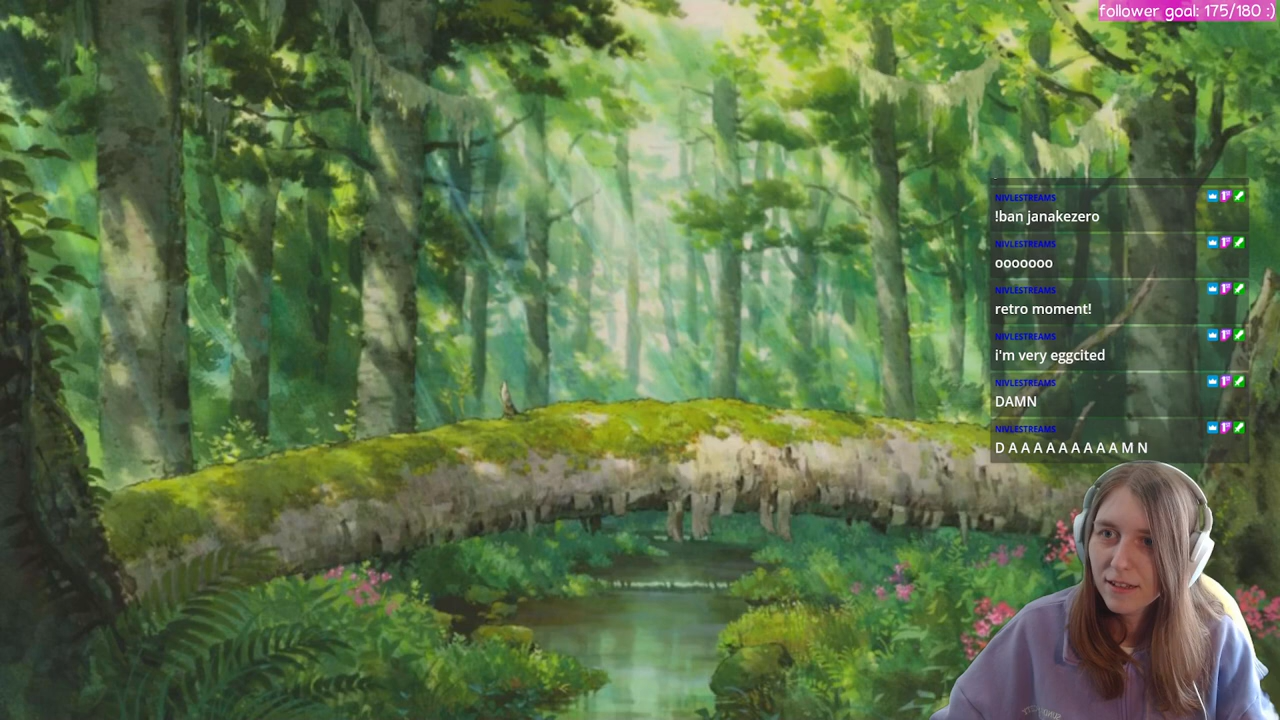 follower goal: 175/180 :)
NIVLESTREAMS
!ban janakezero
NIVLESTREAMS
ooooooo
NIVLESTREAMS
retro moment!
NIVLESTREAMS
i'm very eggcited
NIVLESTREAMS
DAMN
NIVLESTREAMS
D A A A A A A A A A M N